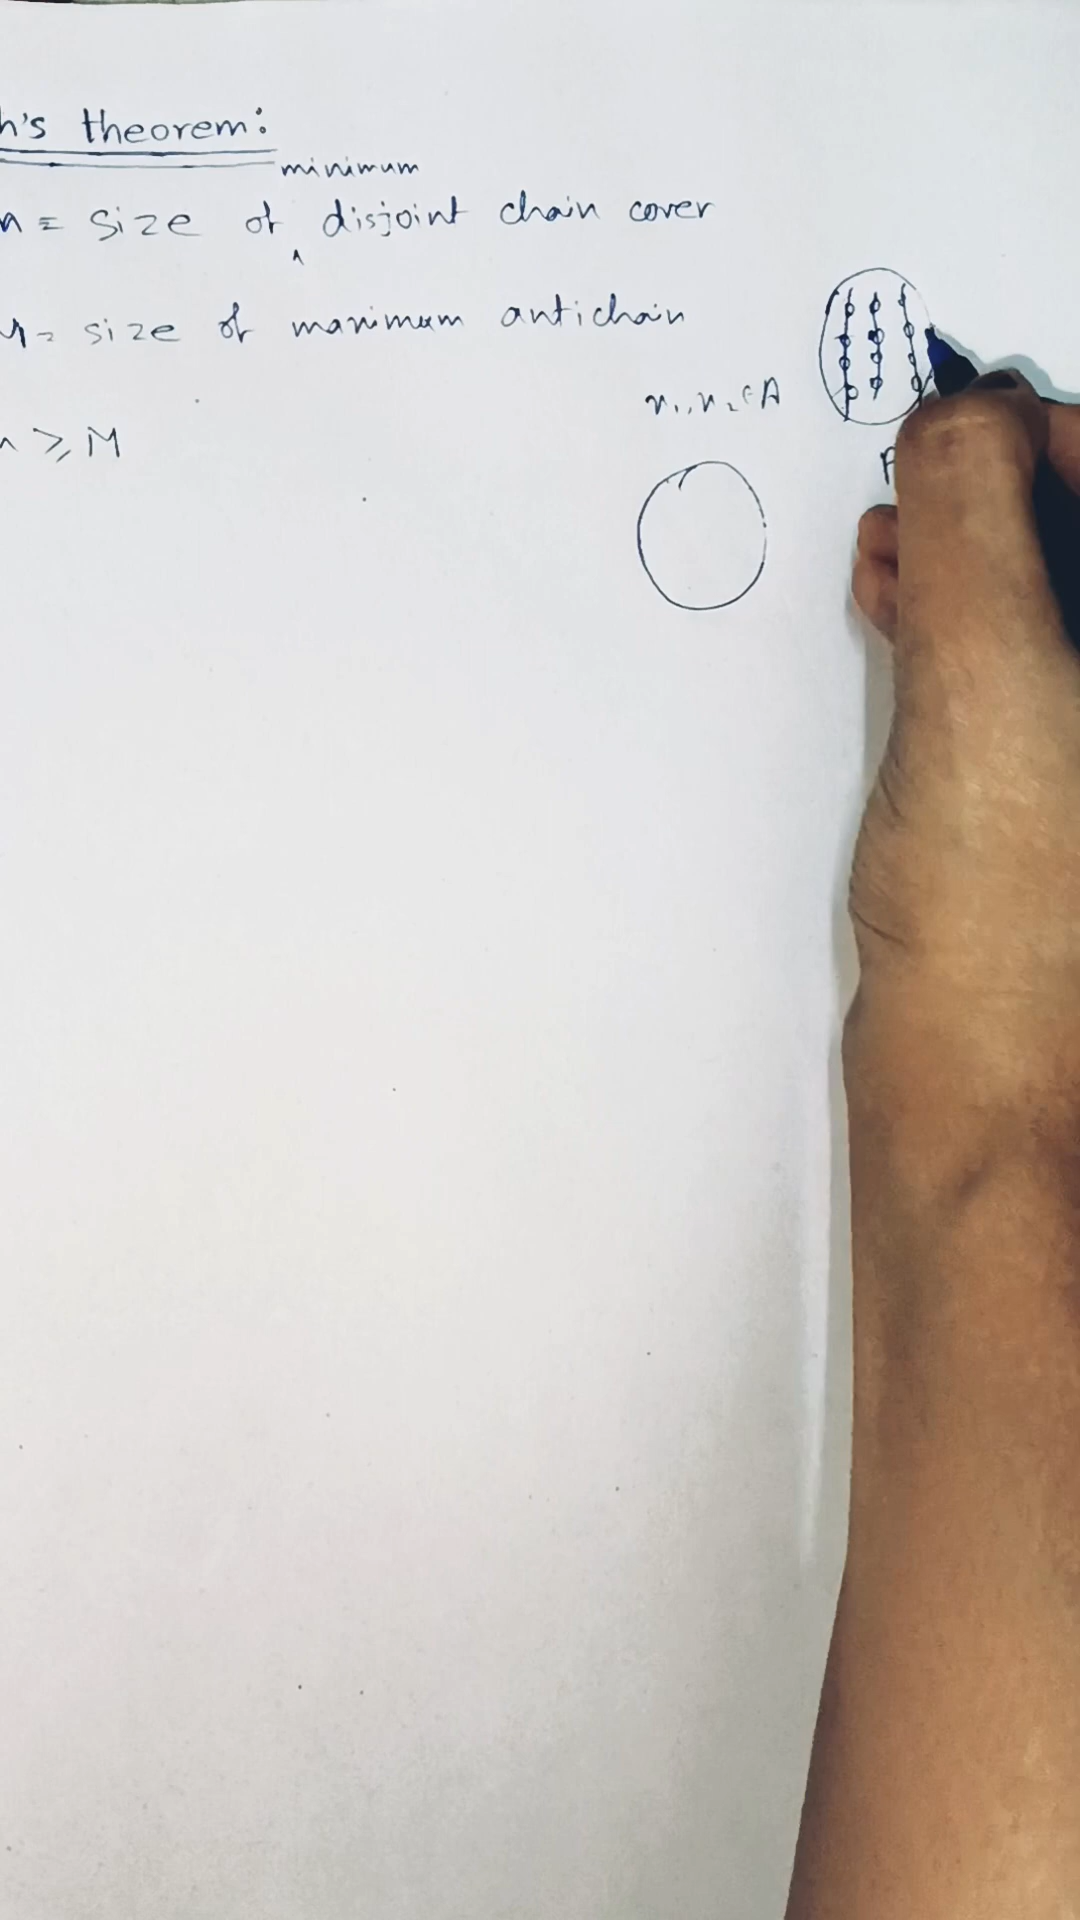 h's theorem:
minimum
m = size of ‸ disjoint chain cover
M = size of maximum antichain
x₁, x₂ ∈ A
m ≥ M
P